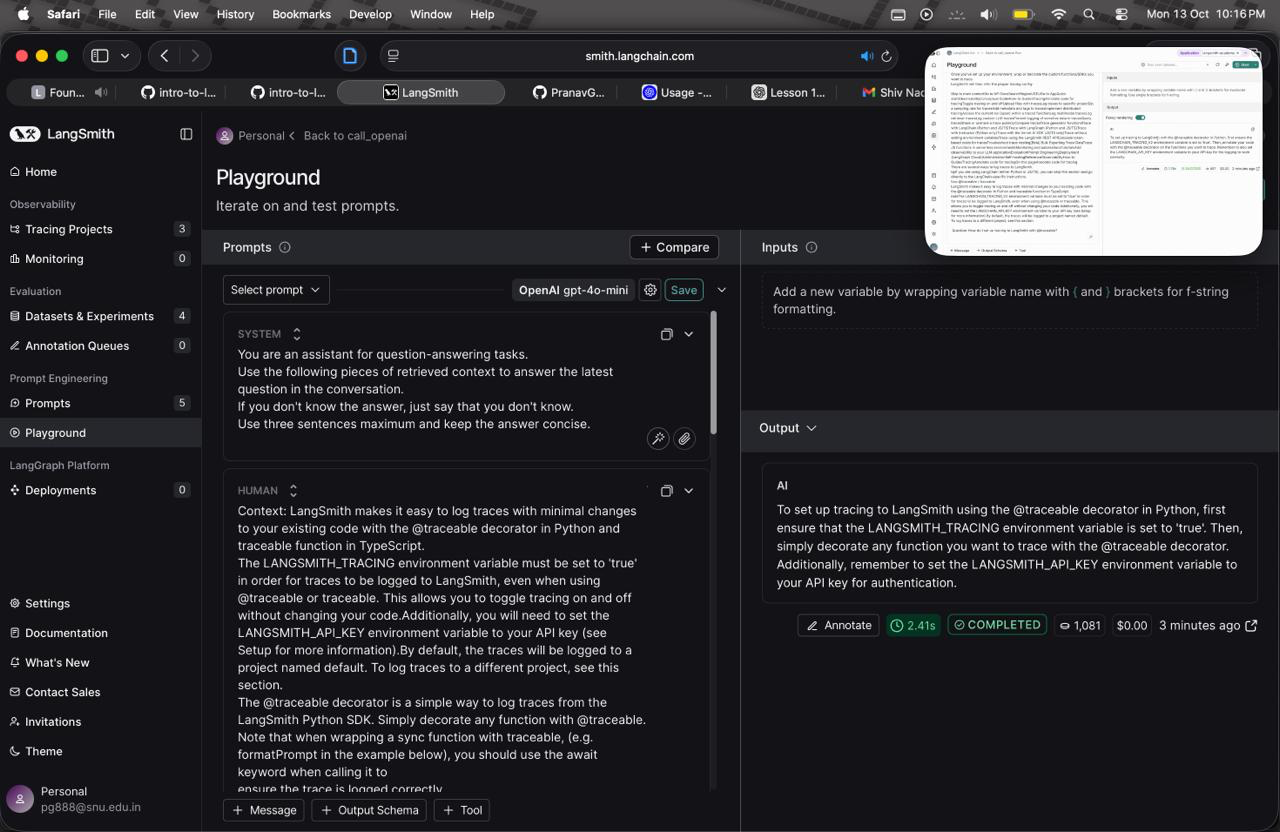 Safari File Edit View History Bookmarks Develop Window Help Mon 13 Oct 10:16 PM
smith.langchain.com
L Foun... intro-to-l... intro-to-l... LangSmith PranavG... Usage -... Lesson 1... Shiv Nac
LangSmith
Home
Observability
Tracing Projects 3
Monitoring 0
Evaluation
Datasets & Experiments 4
Annotation Queues 0
Prompt Engineering
Prompts 5
Playground
LangGraph Platform
Deployments 0
Settings
Documentation
What's New
Contact Sales
Invitations
Theme
Personal
pg888@snu.edu.in
Personal < Back to call_openai
Playground
Iterate on and test prompts.
Prompts
+ Compare
Select prompt
OpenAI gpt-4o-mini
Save
SYSTEM
You are an assistant for question-answering tasks.
Use the following pieces of retrieved context to answer the latest
question in the conversation.
If you don't know the answer, just say that you don't know.
Use three sentences maximum and keep the answer concise.
HUMAN
Context: LangSmith makes it easy to log traces with minimal changes
to your existing code with the @traceable decorator in Python and
traceable function in TypeScript.
The LANGSMITH_TRACING environment variable must be set to 'true'
in order for traces to be logged to LangSmith, even when using
@traceable or traceable. This allows you to toggle tracing on and off
without changing your code.Additionally, you will need to set the
LANGSMITH_API_KEY environment variable to your API key (see
Setup for more information).By default, the traces will be logged to a
project named default. To log traces to a different project, see this
section.
The @traceable decorator is a simple way to log traces from the
LangSmith Python SDK. Simply decorate any function with @traceable.
Note that when wrapping a sync function with traceable, (e.g.
formatPrompt in the example below), you should use the await
keyword when calling it to
ensure the trace is logged correctly
+ Message + Output Schema + Tool
Inputs
Add a new variable by wrapping variable name with { and } brackets for f-string
formatting.
Output
AI
To set up tracing to LangSmith using the @traceable decorator in Python, first
ensure that the LANGSMITH_TRACING environment variable is set to 'true'. Then,
simply decorate any function you want to trace with the @traceable decorator.
Additionally, remember to set the LANGSMITH_API_KEY environment variable to
your API key for authentication.
Annotate 2.41s COMPLETED 1,081 $0.00 3 minutes ago
Playground
Inputs
Output
AI